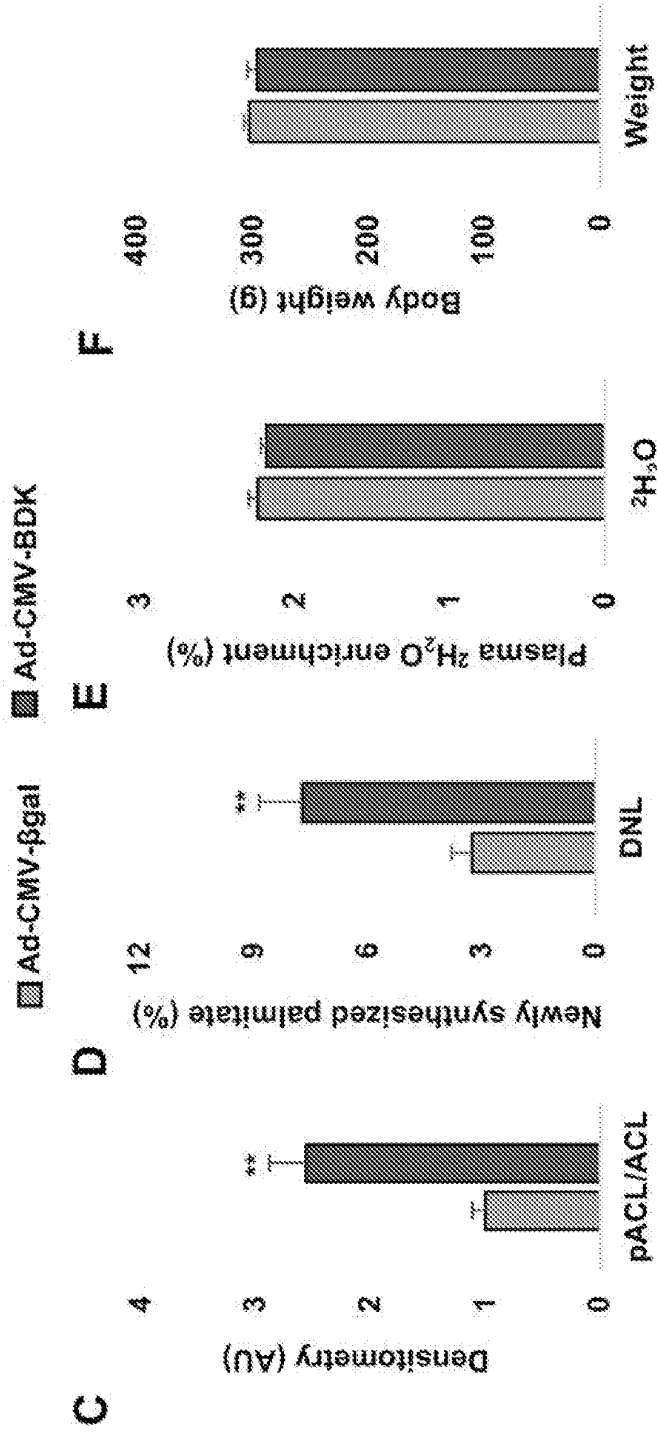 Ad-CMV-βgal
Ad-CMV-BDK
C
Densitometry (AU)
4
3
2
1
0
**
pACL/ACL
D
Newly synthesized palmitate (%)
12
9
6
3
0
**
DNL
E
Plasma ²H₂O enrichment (%)
3
2
1
0
²H₂O
F
Body weight (g)
400
300
200
100
0
Weight